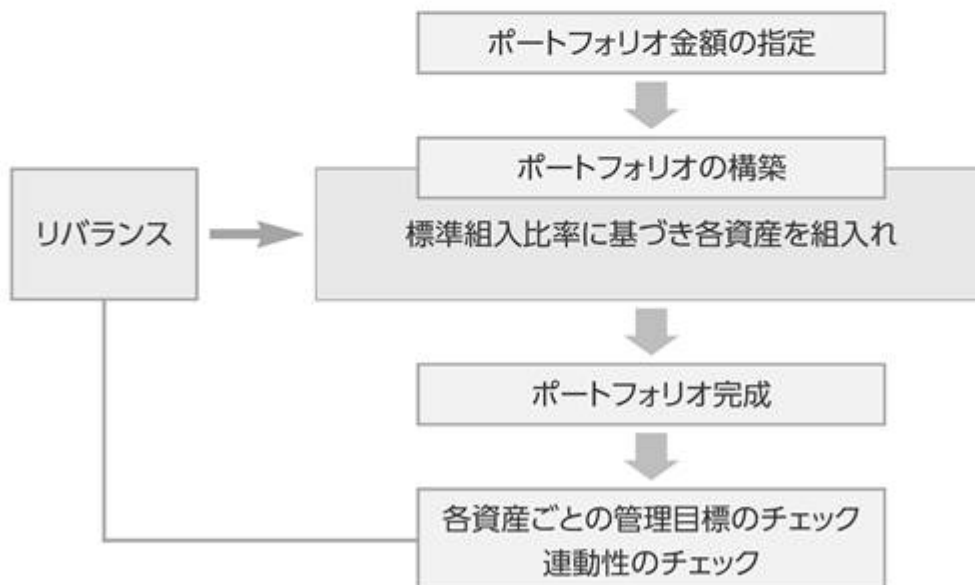 ポートフォリオ金額の指定
ポートフォリオの構築
リバランス
標準組入比率に基づき各資産を組入れ
ポートフォリオ完成
各資産ごとの管理目標のチェック
連動性のチェック